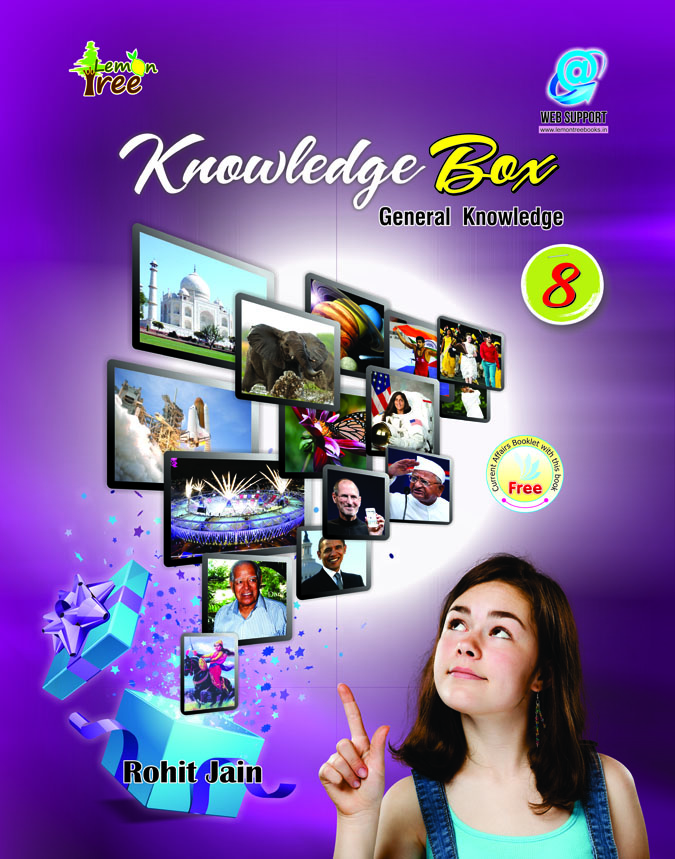 Lemon
Tree
WEB SUPPORT
www.lemontreebooks.in
Knowledge Box
General Knowledge
8
Current Affairs Booklet with this book
Free
Rohit Jain